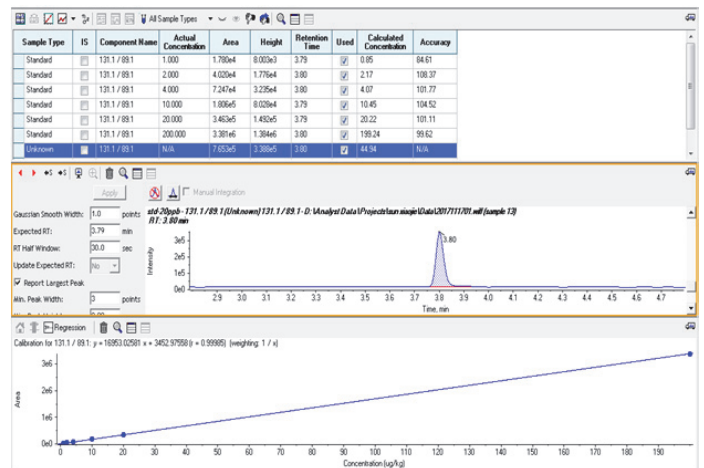 All Sample Types
Sample Type IS Component Name Actual Concentration Area Height Retention Time Used Calculated Concentration Accuracy
Standard 131.1 / 89.1 1.000 1.780e4 8.003e3 3.79 0.85 84.61
Standard 131.1 / 89.1 2.000 4.020e4 1.776e4 3.80 2.17 108.37
Standard 131.1 / 89.1 4.000 7.247e4 3.235e4 3.80 4.07 101.77
Standard 131.1 / 89.1 10.000 1.806e5 8.028e4 3.79 10.45 104.52
Standard 131.1 / 89.1 20.000 3.463e5 1.492e5 3.79 20.22 101.11
Standard 131.1 / 89.1 200.000 3.381e6 1.384e6 3.80 199.24 99.62
Unknown 131.1 / 89.1 N/A 7.653e5 3.388e5 3.80 44.94 N/A
Apply Manual Integration
Gaussian Smooth Width: 1.0 points
Expected RT: 3.79 min
RT Half Window: 30.0 sec
Update Expected RT: No
Report Largest Peak
Min. Peak Width: 3 points
std-20ppb - 131.1 / 89.1 (Unknown) 131.1 / 89.1 - D: \Analyst Data\Projects\sun xiaojie\Data\2017111701.wiff (sample 13)
RT: 3.80 min
Intensity
3e5
2e5
1e5
0e0
3.80
2.9 3.0 3.1 3.2 3.3 3.4 3.5 3.6 3.7 3.8 3.9 4.0 4.1 4.2 4.3 4.4 4.5 4.6 4.7
Time, min
Regression
Calibration for 131.1 / 89.1: y = 16953.02581 x + 3452.97558 (r = 0.99985) (weighting: 1 / x)
Area
3e6
2e6
1e6
0e0
0 10 20 30 40 50 60 70 80 90 100 110 120 130 140 150 160 170 180 190
Concentration (ug/kg)